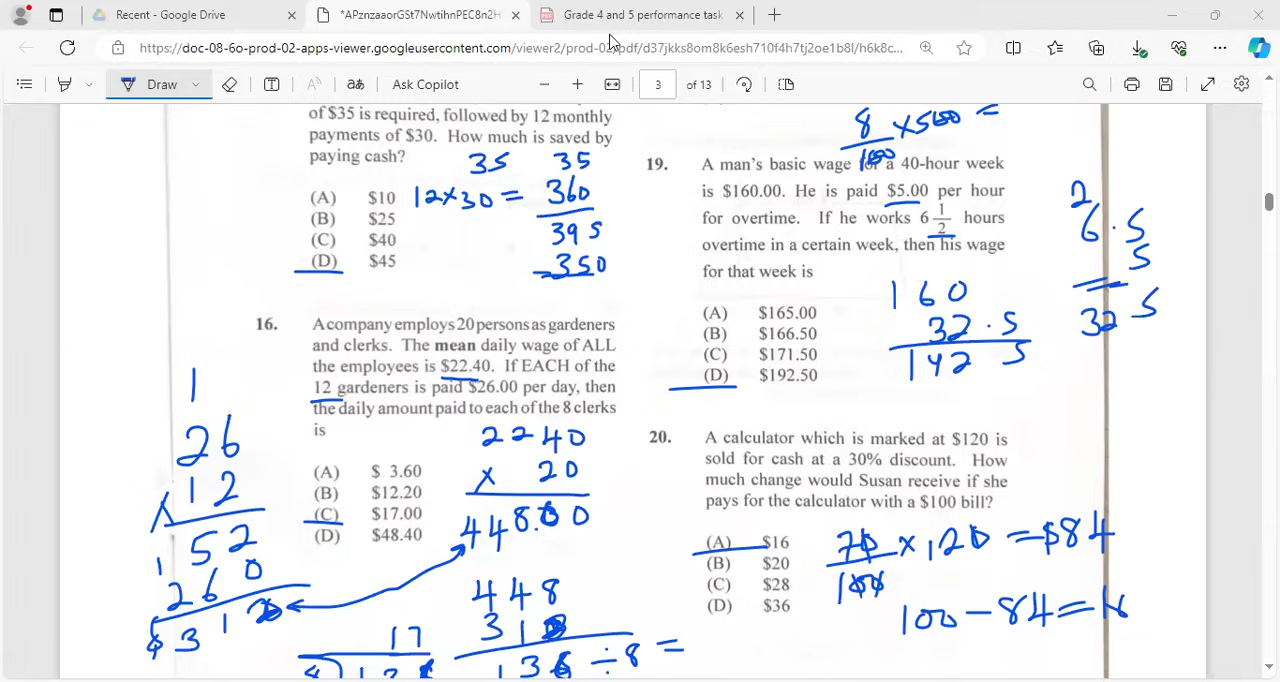 Recent - Google Drive
*APznzaaorGSt7NwtihnPEC8n2H
Grade 4 and 5 performance task
https://doc-08-6o-prod-02-apps-viewer.googleusercontent.com/viewer2/prod-02/pdf/d37jkks8om8k6esh710f4h7tj2oe1b8l/h6k8c...
Draw
Ask Copilot
3 of 13
of $35 is required, followed by 12 monthly
payments of $30. How much is saved by
paying cash?
(A) $10
(B) $25
(C) $40
(D) $45
35
12×30 =
35
360
395
-350
16. A company employs 20 persons as gardeners
and clerks. The mean daily wage of ALL
the employees is $22.40. If EACH of the
12 gardeners is paid $26.00 per day, then
the daily amount paid to each of the 8 clerks
is
(A) $ 3.60
(B) $12.20
(C) $17.00
(D) $48.40
1
26
× 12
52
260
$ 312
2240
× 20
448.00
448
÷8 =
17
8
×500 =
100
19. A man's basic wage for a 40-hour week
is $160.00. He is paid $5.00 per hour
for overtime. If he works 6 1/2 hours
overtime in a certain week, then his wage
for that week is
(A) $165.00
(B) $166.50
(C) $171.50
(D) $192.50
160
32.5
142 5
2
6.5
5
32 5
20. A calculator which is marked at $120 is
sold for cash at a 30% discount. How
much change would Susan receive if she
pays for the calculator with a $100 bill?
(A) $16
(B) $20
(C) $28
(D) $36
70 × 120 = $84
100
100 - 84 = 16